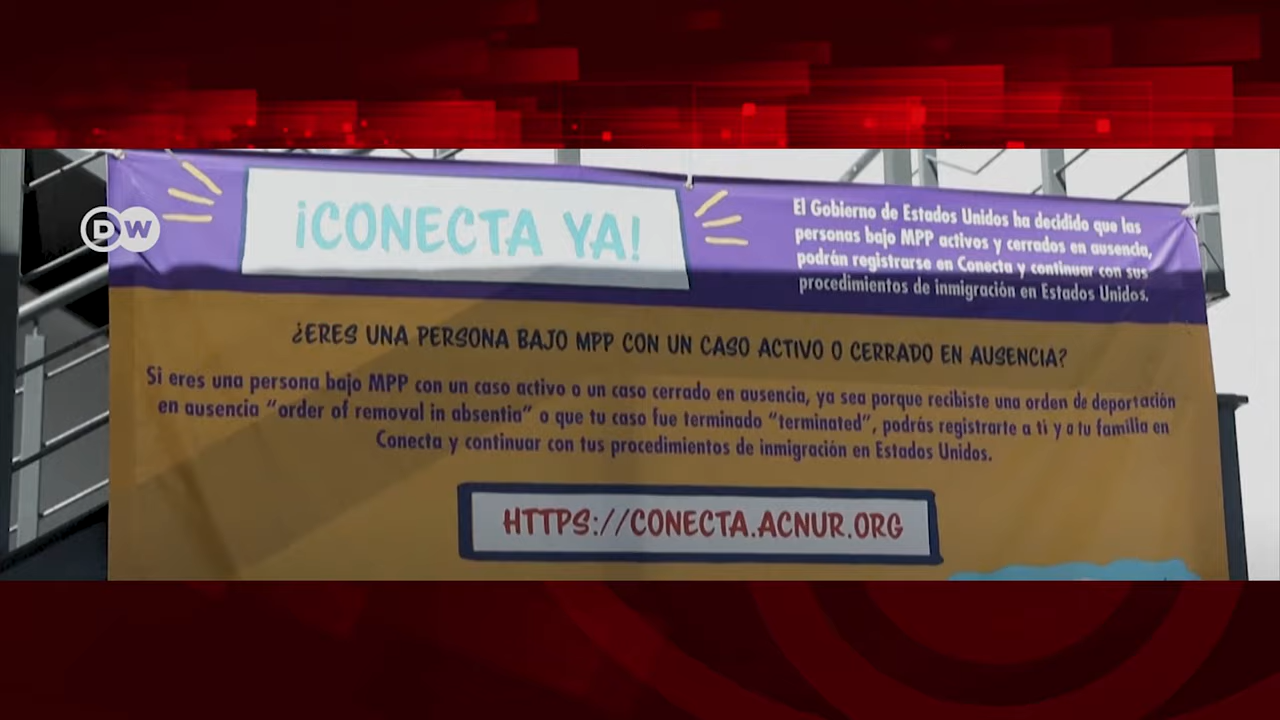 DW
¡CONECTA YA!
El Gobierno de Estados Unidos ha decidido que las
personas bajo MPP activos y cerrados en ausencia,
podrán registrarse en Conecta y continuar con sus
procedimientos de inmigración en Estados Unidos.
¿ERES UNA PERSONA BAJO MPP CON UN CASO ACTIVO O CERRADO EN AUSENCIA?
Si eres una persona bajo MPP con un caso activo o un caso cerrado en ausencia, ya sea porque recibiste una orden de deportación
en ausencia “order of removal in absentia” o que tu caso fue terminado “terminated”, podrás registrarte a ti y a tu familia en
Conecta y continuar con tus procedimientos de inmigración en Estados Unidos.
HTTPS://CONECTA.ACNUR.ORG